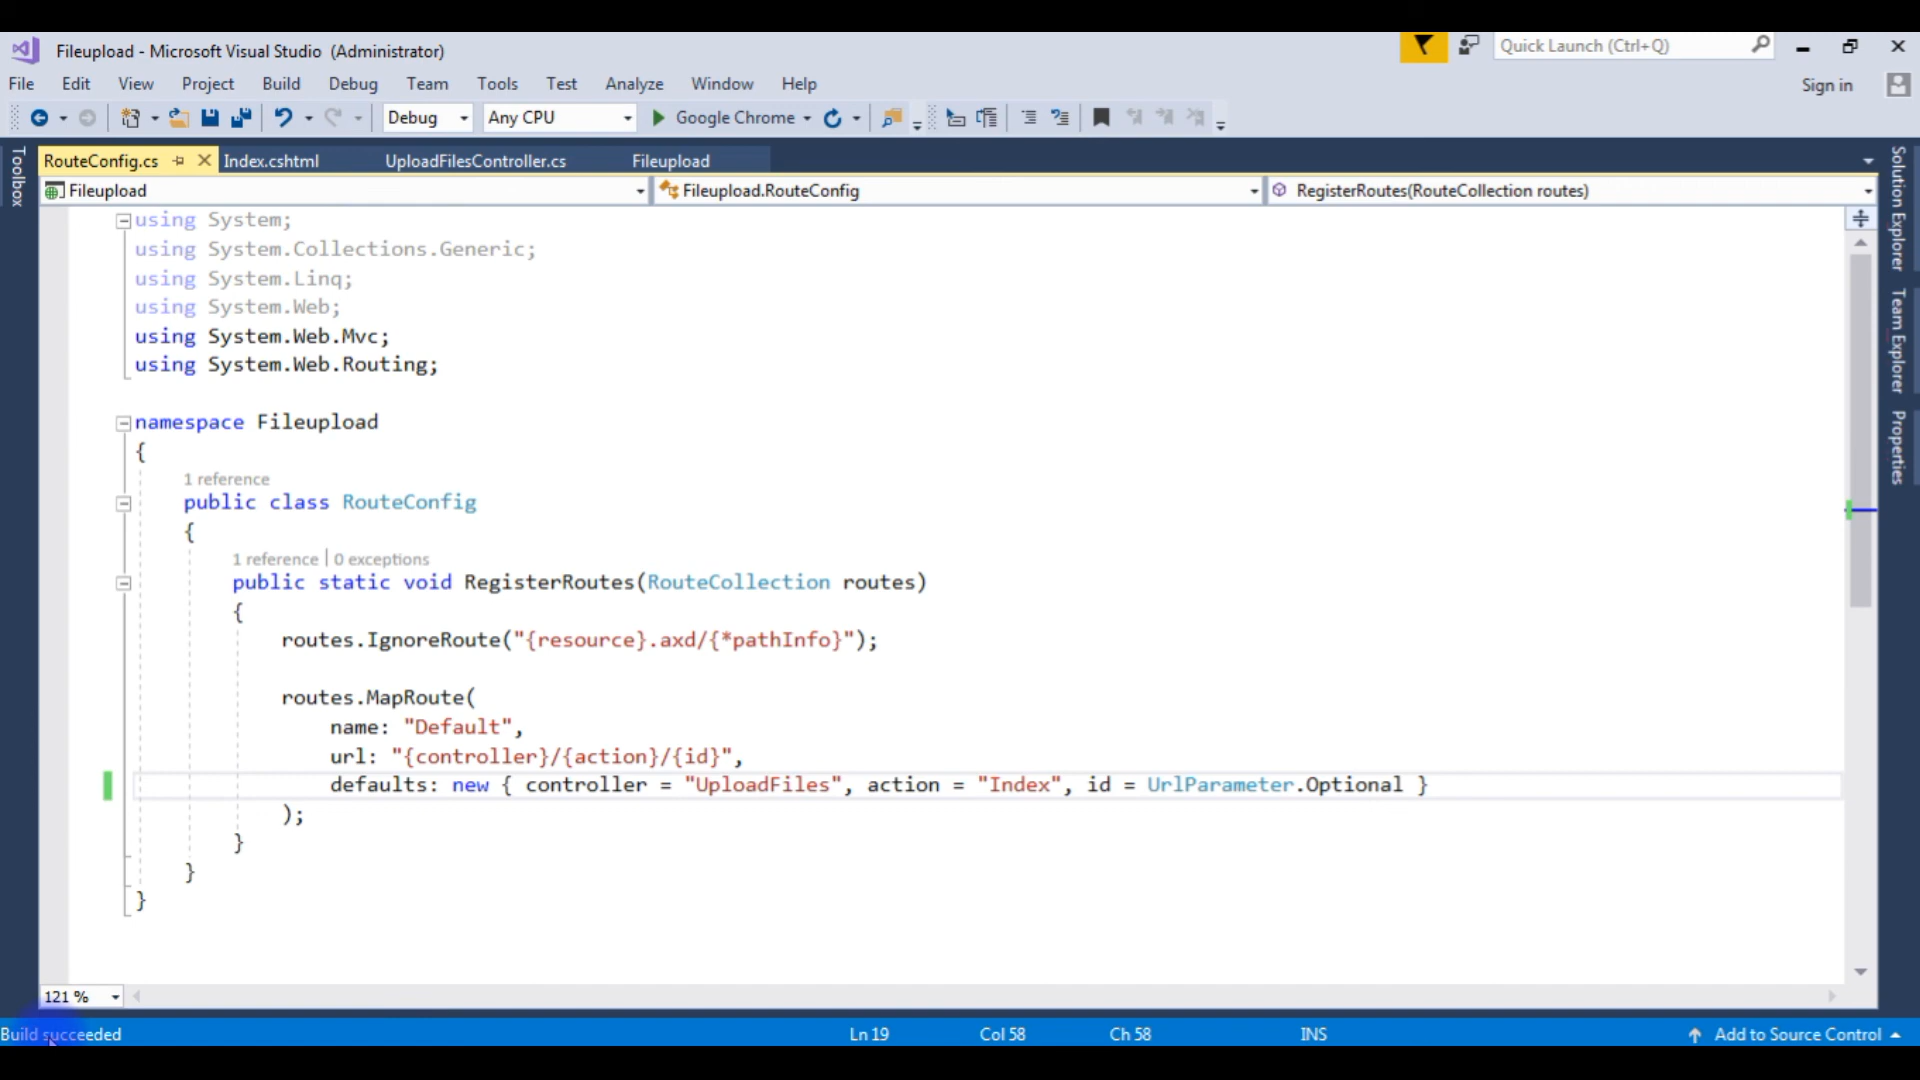 Fileupload - Microsoft Visual Studio (Administrator)
Quick Launch (Ctrl+Q)
File Edit View Project Build Debug Team Tools Test Analyze Window Help
Sign in
Debug Any CPU Google Chrome
RouteConfig.cs Index.cshtml UploadFilesController.cs Fileupload
Fileupload Fileupload.RouteConfig RegisterRoutes(RouteCollection routes)
Toolbox
Solution Explorer
Team Explorer
Properties
using System;
using System.Collections.Generic;
using System.Linq;
using System.Web;
using System.Web.Mvc;
using System.Web.Routing;
namespace Fileupload
{
1 reference
public class RouteConfig
{
1 reference | 0 exceptions
public static void RegisterRoutes(RouteCollection routes)
{
routes.IgnoreRoute("{resource}.axd/{*pathInfo}");
routes.MapRoute(
name: "Default",
url: "{controller}/{action}/{id}",
defaults: new { controller = "UploadFiles", action = "Index", id = UrlParameter.Optional }
);
}
}
}
121 %
Build succeeded Ln 19 Col 58 Ch 58 INS Add to Source Control